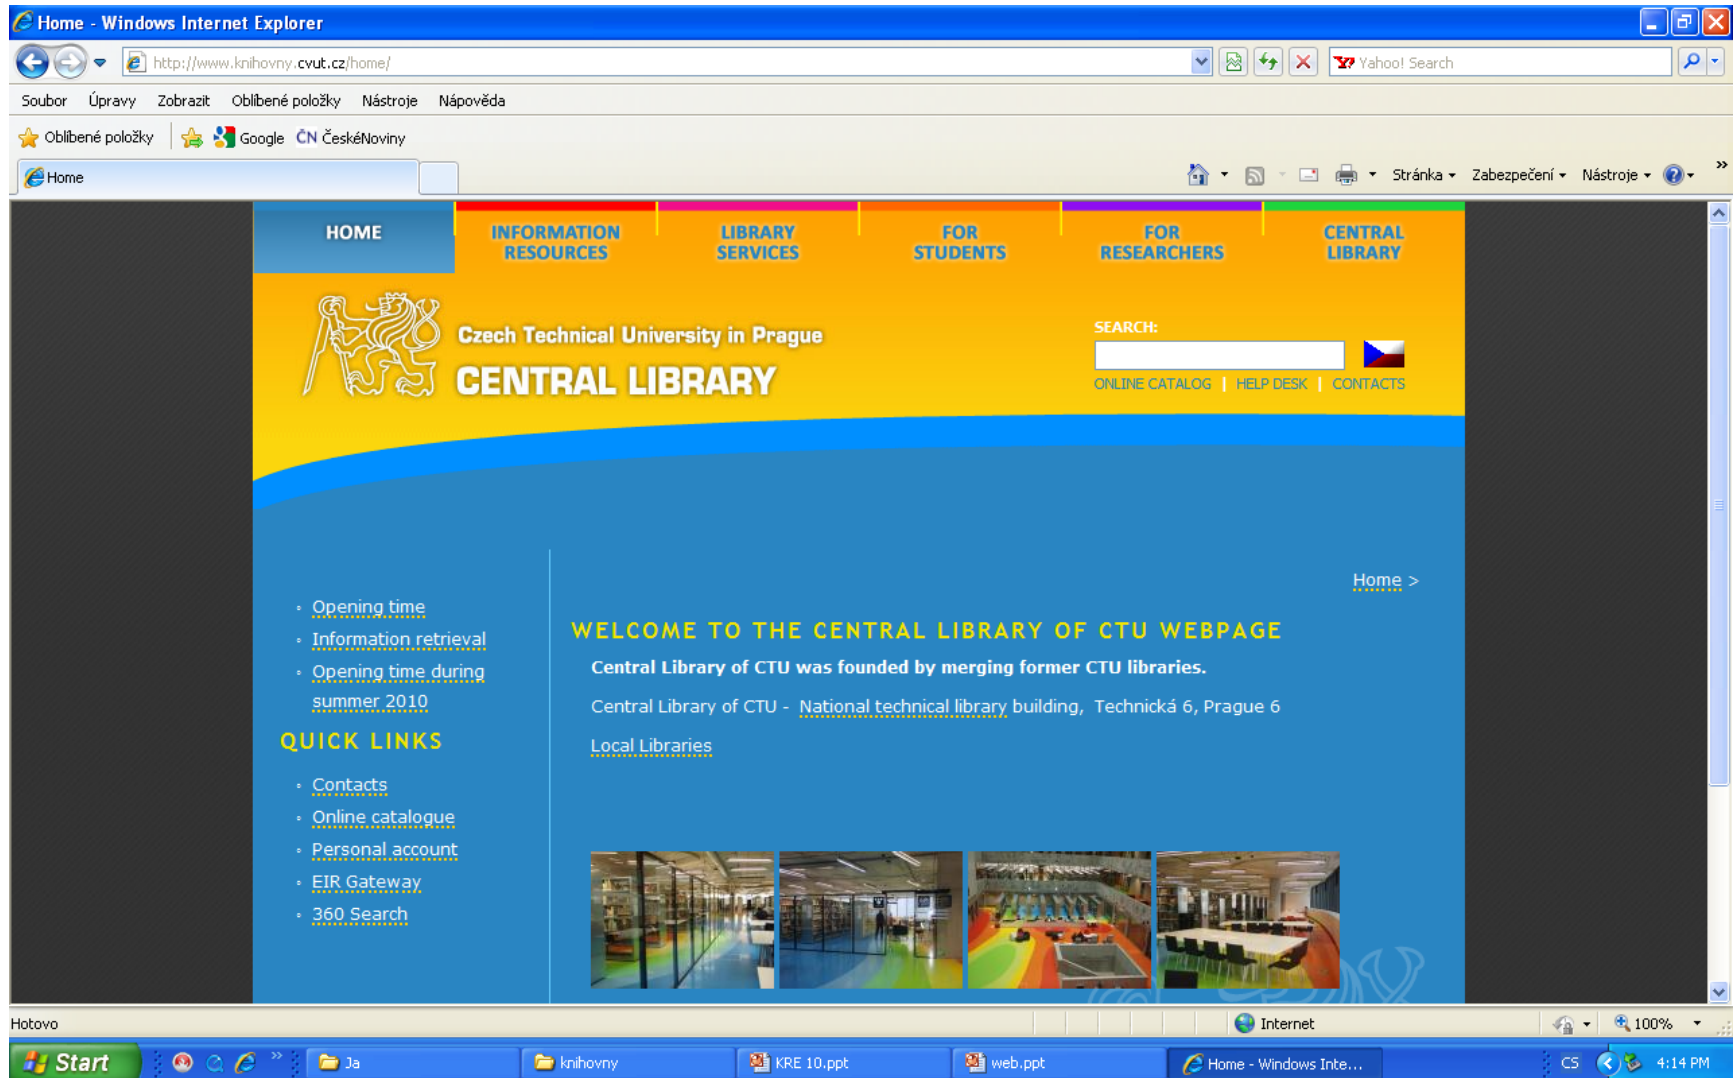 Home - Windows Internet Explorer
http://www.knihovny.cvut.cz/home/
Yahoo! Search
Soubor Úpravy Zobrazit Oblíbené položky Nástroje Nápověda
Oblíbené položky Google ČN ČeskéNoviny
Home
Stránka Zabezpečení Nástroje »
HOME
INFORMATION
RESOURCES
LIBRARY
SERVICES
FOR
STUDENTS
FOR
RESEARCHERS
CENTRAL
LIBRARY
Czech Technical University in Prague
CENTRAL LIBRARY
SEARCH:
ONLINE CATALOG | HELP DESK | CONTACTS
Home >
Opening time
Information retrieval
Opening time during
summer 2010
QUICK LINKS
Contacts
Online catalogue
Personal account
EIR Gateway
360 Search
WELCOME TO THE CENTRAL LIBRARY OF CTU WEBPAGE
Central Library of CTU was founded by merging former CTU libraries.
Central Library of CTU - National technical library building, Technická 6, Prague 6
Local Libraries
Hotovo
Internet
100%
Start » Ja knihovny KRE 10.ppt web.ppt Home - Windows Inte... CS 4:14 PM